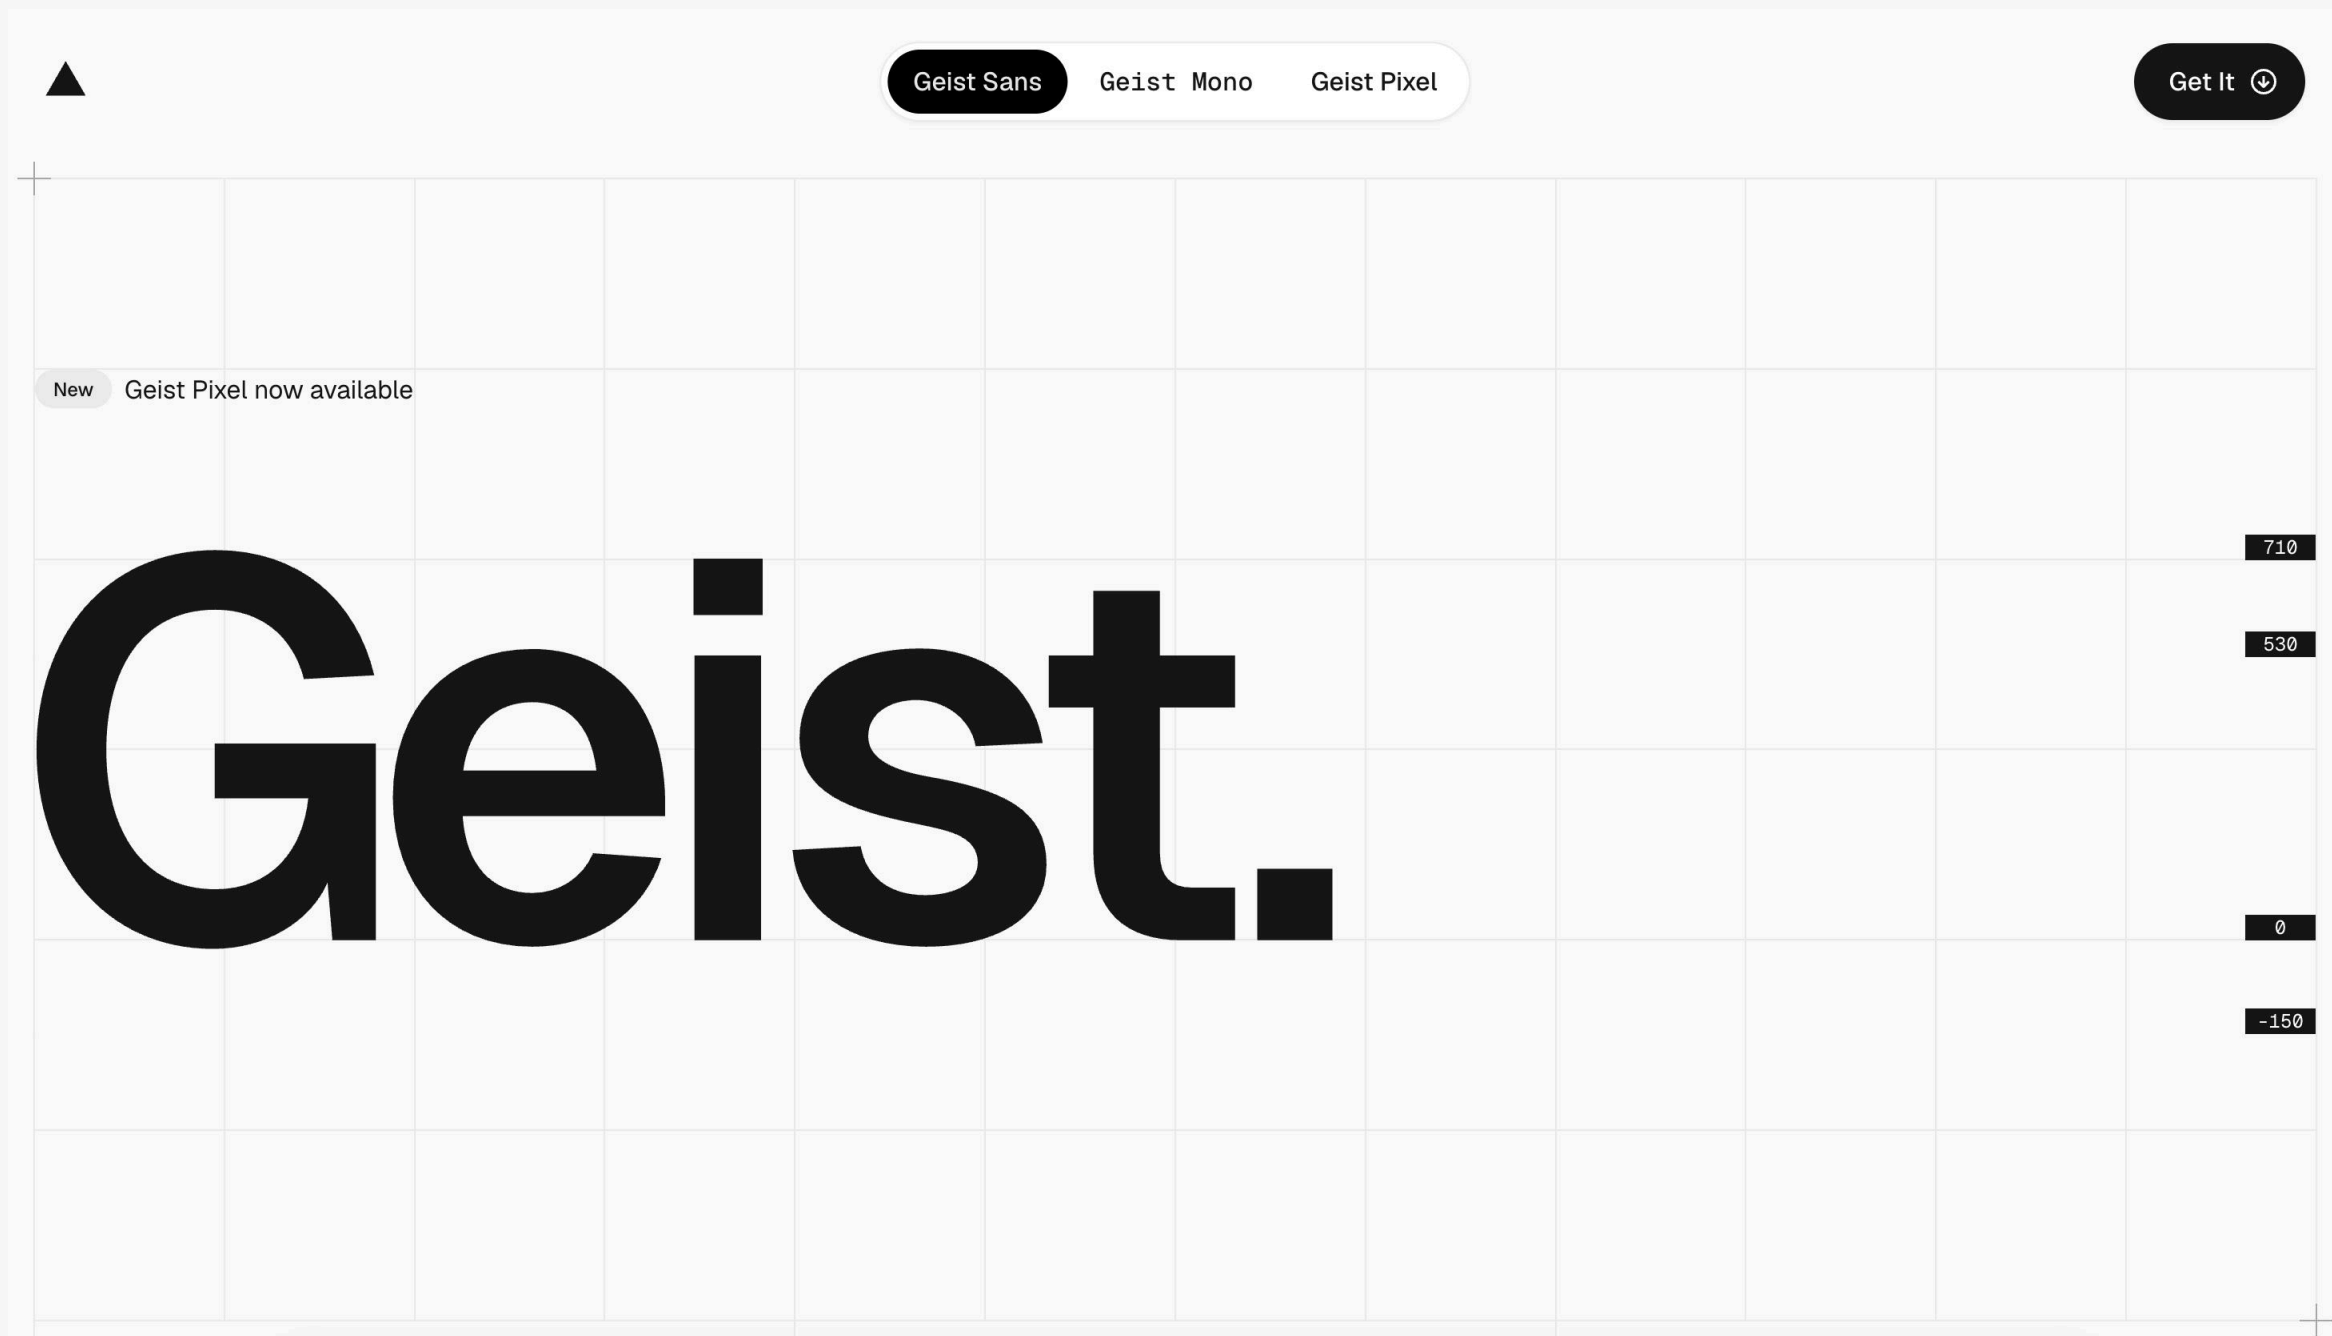 Geist Sans
Geist Mono
Geist Pixel
Get It
New
Geist Pixel now available
710
530
Geist.
0
-150